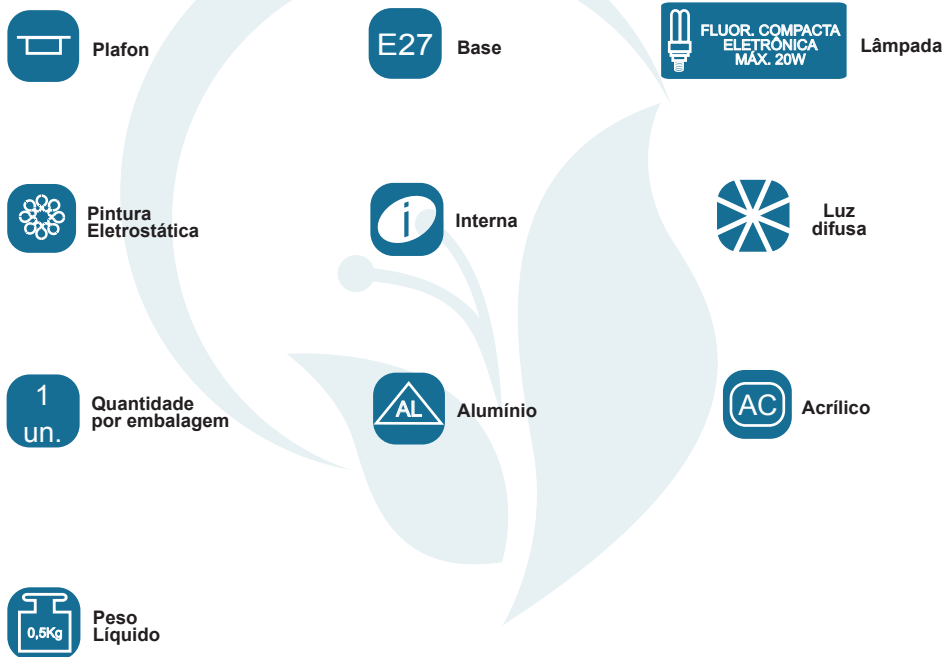 Plafon
E27
Base
FLUOR. COMPACTA
ELETRÔNICA
MÁX. 20W
Lâmpada
Pintura
Eletrostática
i
Interna
Luz
difusa
1
un.
Quantidade
por embalagem
AL
Alumínio
AC
Acrílico
0,5Kg
Peso
Líquido